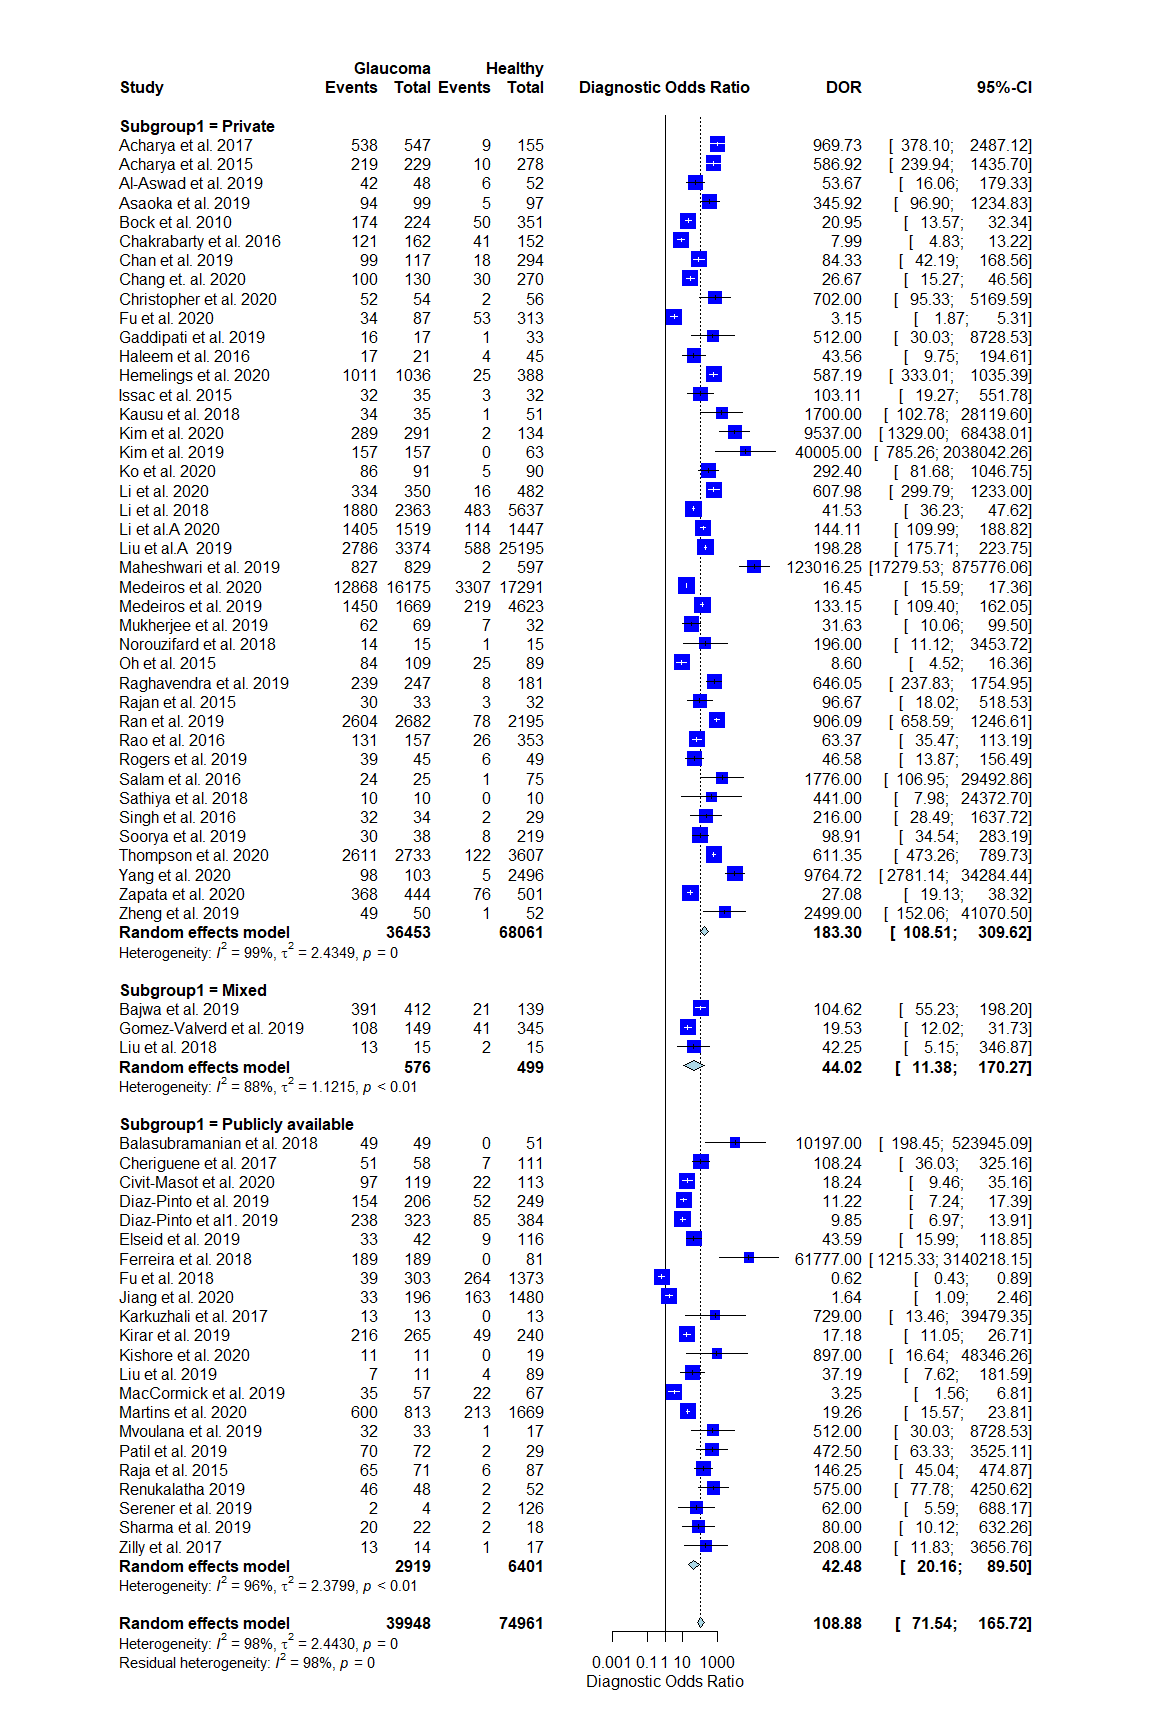 Glaucoma Healthy
Study Events Total Events Total Diagnostic Odds Ratio DOR 95%-CI
Subgroup1 = Private
Acharya et al. 2017 538 547 9 155 969.73 [ 378.10; 2487.12]
Acharya et al. 2015 219 229 10 278 586.92 [ 239.94; 1435.70]
Al-Aswad et al. 2019 42 48 6 52 53.67 [ 16.06; 179.33]
Asaoka et al. 2019 94 99 5 97 345.92 [ 96.90; 1234.83]
Bock et al. 2010 174 224 50 351 20.95 [ 13.57; 32.34]
Chakrabarty et al. 2016 121 162 41 152 7.99 [ 4.83; 13.22]
Chan et al. 2019 99 117 18 294 84.33 [ 42.19; 168.56]
Chang et. al. 2020 100 130 30 270 26.67 [ 15.27; 46.56]
Christopher et al. 2020 52 54 2 56 702.00 [ 95.33; 5169.59]
Fu et al. 2020 34 87 53 313 3.15 [ 1.87; 5.31]
Gaddipati et al. 2019 16 17 1 33 512.00 [ 30.03; 8728.53]
Haleem et al. 2016 17 21 4 45 43.56 [ 9.75; 194.61]
Hemelings et al. 2020 1011 1036 25 388 587.19 [ 333.01; 1035.39]
Issac et al. 2015 32 35 3 32 103.11 [ 19.27; 551.78]
Kausu et al. 2018 34 35 1 51 1700.00 [ 102.78; 28119.60]
Kim et al. 2020 289 291 2 134 9537.00 [ 1329.00; 68438.01]
Kim et al. 2019 157 157 0 63 40005.00 [ 785.26; 2038042.26]
Ko et al. 2020 86 91 5 90 292.40 [ 81.68; 1046.75]
Li et al. 2020 334 350 16 482 607.98 [ 299.79; 1233.00]
Li et al. 2018 1880 2363 483 5637 41.53 [ 36.23; 47.62]
Li et al.A 2020 1405 1519 114 1447 144.11 [ 109.99; 188.82]
Liu et al.A 2019 2786 3374 588 25195 198.28 [ 175.71; 223.75]
Maheshwari et al. 2019 827 829 2 597 123016.25 [17279.53; 875776.06]
Medeiros et al. 2020 12868 16175 3307 17291 16.45 [ 15.59; 17.36]
Medeiros et al. 2019 1450 1669 219 4623 133.15 [ 109.40; 162.05]
Mukherjee et al. 2019 62 69 7 32 31.63 [ 10.06; 99.50]
Norouzifard et al. 2018 14 15 1 15 196.00 [ 11.12; 3453.72]
Oh et al. 2015 84 109 25 89 8.60 [ 4.52; 16.36]
Raghavendra et al. 2019 239 247 8 181 646.05 [ 237.83; 1754.95]
Rajan et al. 2015 30 33 3 32 96.67 [ 18.02; 518.53]
Ran et al. 2019 2604 2682 78 2195 906.09 [ 658.59; 1246.61]
Rao et al. 2016 131 157 26 353 63.37 [ 35.47; 113.19]
Rogers et al. 2019 39 45 6 49 46.58 [ 13.87; 156.49]
Salam et al. 2016 24 25 1 75 1776.00 [ 106.95; 29492.86]
Sathiya et al. 2018 10 10 0 10 441.00 [ 7.98; 24372.70]
Singh et al. 2016 32 34 2 29 216.00 [ 28.49; 1637.72]
Soorya et al. 2019 30 38 8 219 98.91 [ 34.54; 283.19]
Thompson et al. 2020 2611 2733 122 3607 611.35 [ 473.26; 789.73]
Yang et al. 2020 98 103 5 2496 9764.72 [ 2781.14; 34284.44]
Zapata et al. 2020 368 444 76 501 27.08 [ 19.13; 38.32]
Zheng et al. 2019 49 50 1 52 2499.00 [ 152.06; 41070.50]
Random effects model 36453 68061 183.30 [ 108.51; 309.62]
Heterogeneity: I² = 99%, τ² = 2.4349, p = 0
Subgroup1 = Mixed
Bajwa et al. 2019 391 412 21 139 104.62 [ 55.23; 198.20]
Gomez-Valverd et al. 2019 108 149 41 345 19.53 [ 12.02; 31.73]
Liu et al. 2018 13 15 2 15 42.25 [ 5.15; 346.87]
Random effects model 576 499 44.02 [ 11.38; 170.27]
Heterogeneity: I² = 88%, τ² = 1.1215, p < 0.01
Subgroup1 = Publicly available
Balasubramanian et al. 2018 49 49 0 51 10197.00 [ 198.45; 523945.09]
Cheriguene et al. 2017 51 58 7 111 108.24 [ 36.03; 325.16]
Civit-Masot et al. 2020 97 119 22 113 18.24 [ 9.46; 35.16]
Diaz-Pinto et al. 2019 154 206 52 249 11.22 [ 7.24; 17.39]
Diaz-Pinto et al1. 2019 238 323 85 384 9.85 [ 6.97; 13.91]
Elseid et al. 2019 33 42 9 116 43.59 [ 15.99; 118.85]
Ferreira et al. 2018 189 189 0 81 61777.00 [ 1215.33; 3140218.15]
Fu et al. 2018 39 303 264 1373 0.62 [ 0.43; 0.89]
Jiang et al. 2020 33 196 163 1480 1.64 [ 1.09; 2.46]
Karkuzhali et al. 2017 13 13 0 13 729.00 [ 13.46; 39479.35]
Kirar et al. 2019 216 265 49 240 17.18 [ 11.05; 26.71]
Kishore et al. 2020 11 11 0 19 897.00 [ 16.64; 48346.26]
Liu et al. 2019 7 11 4 89 37.19 [ 7.62; 181.59]
MacCormick et al. 2019 35 57 22 67 3.25 [ 1.56; 6.81]
Martins et al. 2020 600 813 213 1669 19.26 [ 15.57; 23.81]
Mvoulana et al. 2019 32 33 1 17 512.00 [ 30.03; 8728.53]
Patil et al. 2019 70 72 2 29 472.50 [ 63.33; 3525.11]
Raja et al. 2015 65 71 6 87 146.25 [ 45.04; 474.87]
Renukalatha 2019 46 48 2 52 575.00 [ 77.78; 4250.62]
Serener et al. 2019 2 4 2 126 62.00 [ 5.59; 688.17]
Sharma et al. 2019 20 22 2 18 80.00 [ 10.12; 632.26]
Zilly et al. 2017 13 14 1 17 208.00 [ 11.83; 3656.76]
Random effects model 2919 6401 42.48 [ 20.16; 89.50]
Heterogeneity: I² = 96%, τ² = 2.3799, p < 0.01
Random effects model 39948 74961 108.88 [ 71.54; 165.72]
Heterogeneity: I² = 98%, τ² = 2.4430, p = 0
Residual heterogeneity: I² = 98%, p = 0
0.001 0.1 1 10 1000
Diagnostic Odds Ratio